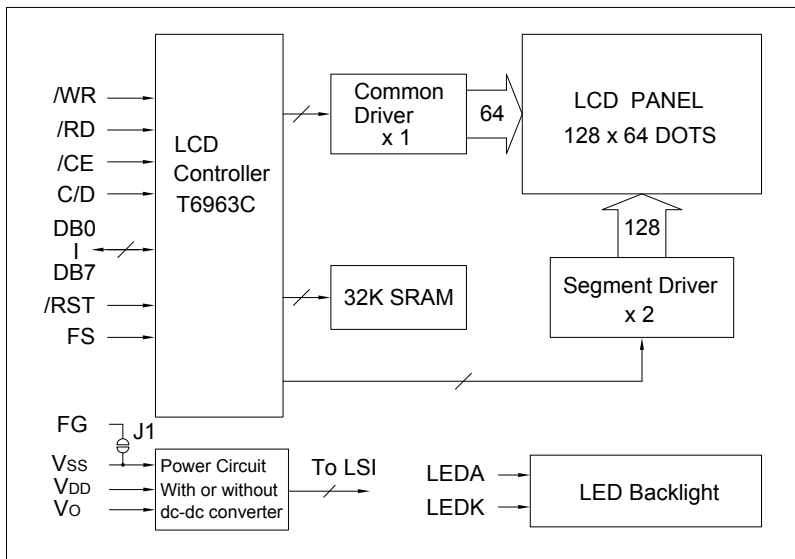 /WR
/RD
/CE
C/D
DB0
I
DB7
/RST
FS
LCD
Controller
T6963C
Common
Driver
x 1
64
LCD PANEL
128 x 64 DOTS
128
32K SRAM
Segment Driver
x 2
FG
J1
VSS
VDD
VO
Power Circuit
With or without
dc-dc converter
To LSI
LEDA
LEDK
LED Backlight